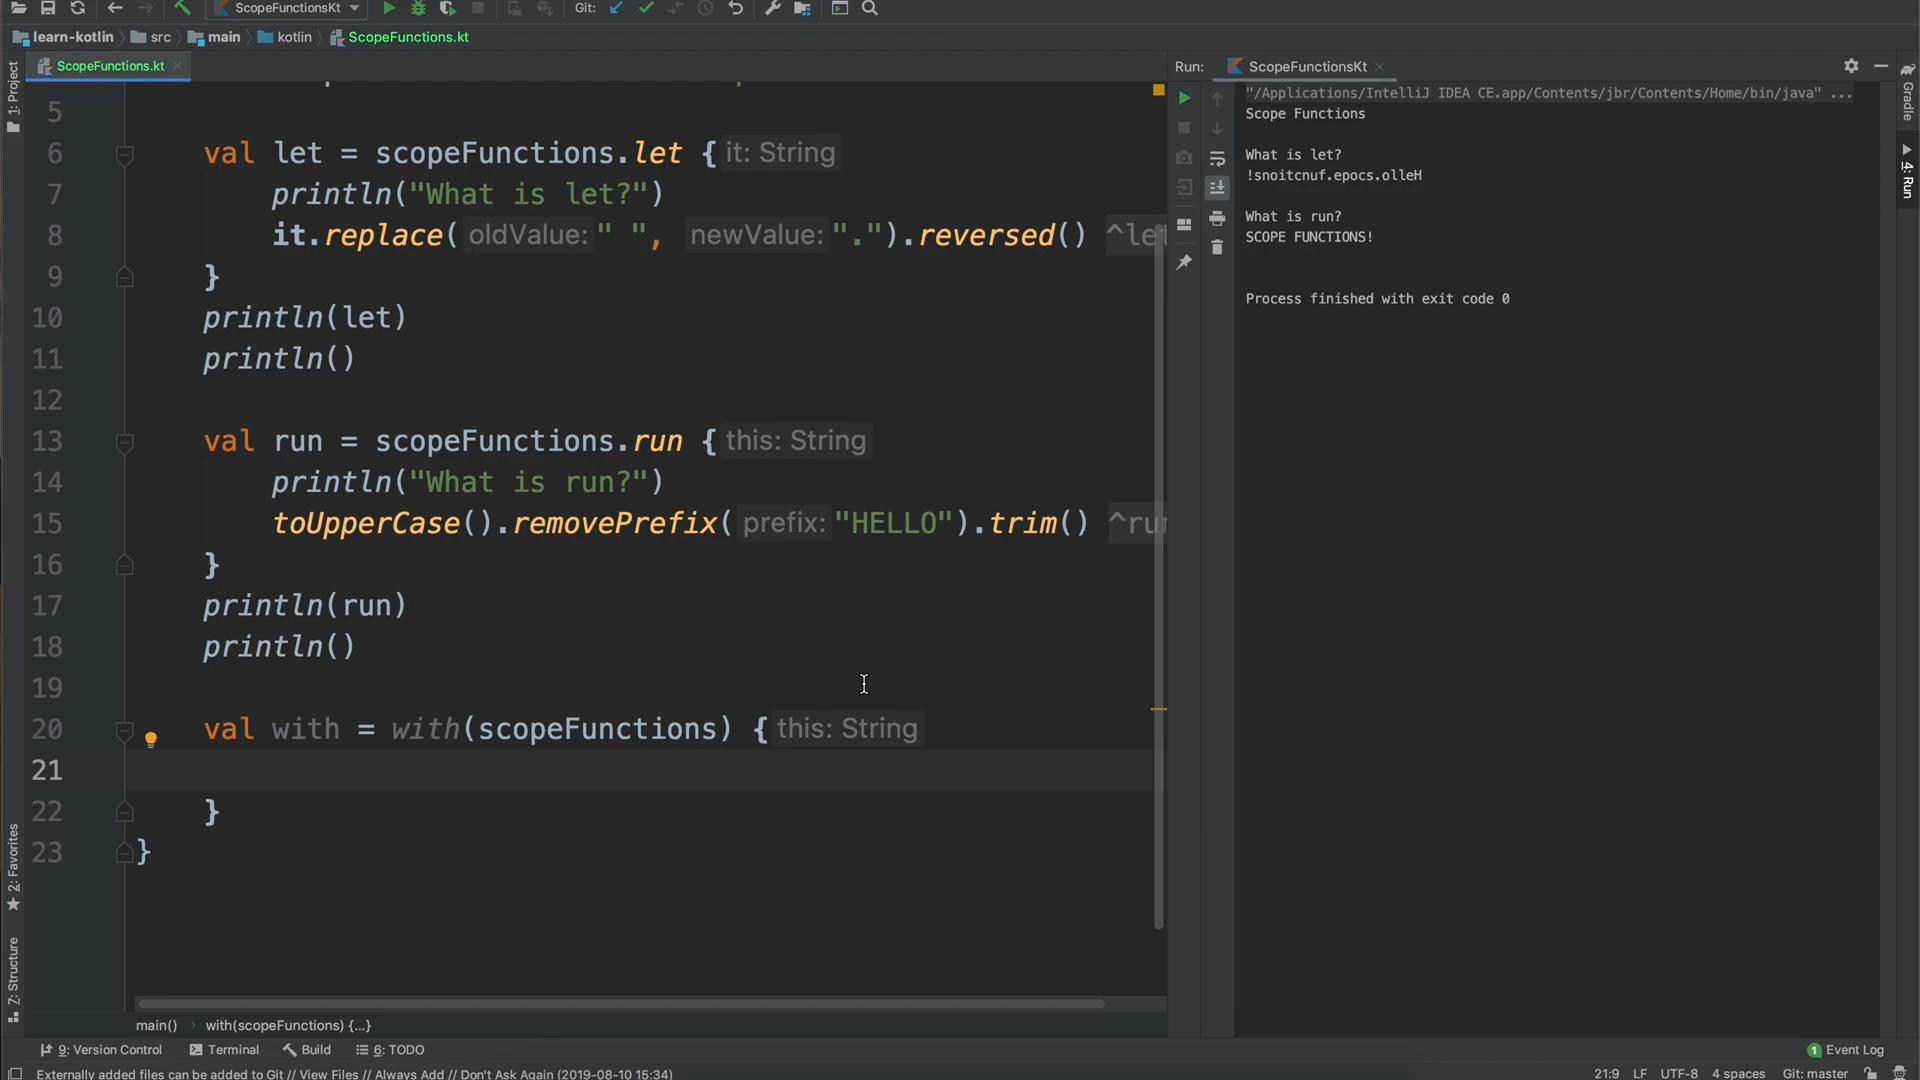 ScopeFunctionsKt
Git:
learn-kotlin
src
main
kotlin
ScopeFunctions.kt
ScopeFunctions.kt
1: Project
2: Favorites
7: Structure
5
6 val let = scopeFunctions.let { it: String
7 println("What is let?")
8 it.replace( oldValue: " ", newValue: ".").reversed() ^let
9 }
10 println(let)
11 println()
12
13 val run = scopeFunctions.run { this: String
14 println("What is run?")
15 toUpperCase().removePrefix( prefix: "HELLO").trim() ^run
16 }
17 println(run)
18 println()
19
20 val with = with(scopeFunctions) { this: String
21
22 }
23 }
main()
with(scopeFunctions) {...}
Run:
ScopeFunctionsKt
"/Applications/IntelliJ IDEA CE.app/Contents/jbr/Contents/Home/bin/java" ...
Scope Functions
What is let?
!snoitcnuf.epocs.olleH
What is run?
SCOPE FUNCTIONS!
Process finished with exit code 0
Gradle
4: Run
9: Version Control
Terminal
Build
6: TODO
1 Event Log
Externally added files can be added to Git // View Files // Always Add // Don't Ask Again (2019-08-10 15:34)
21:9 LF UTF-8 4 spaces Git: master